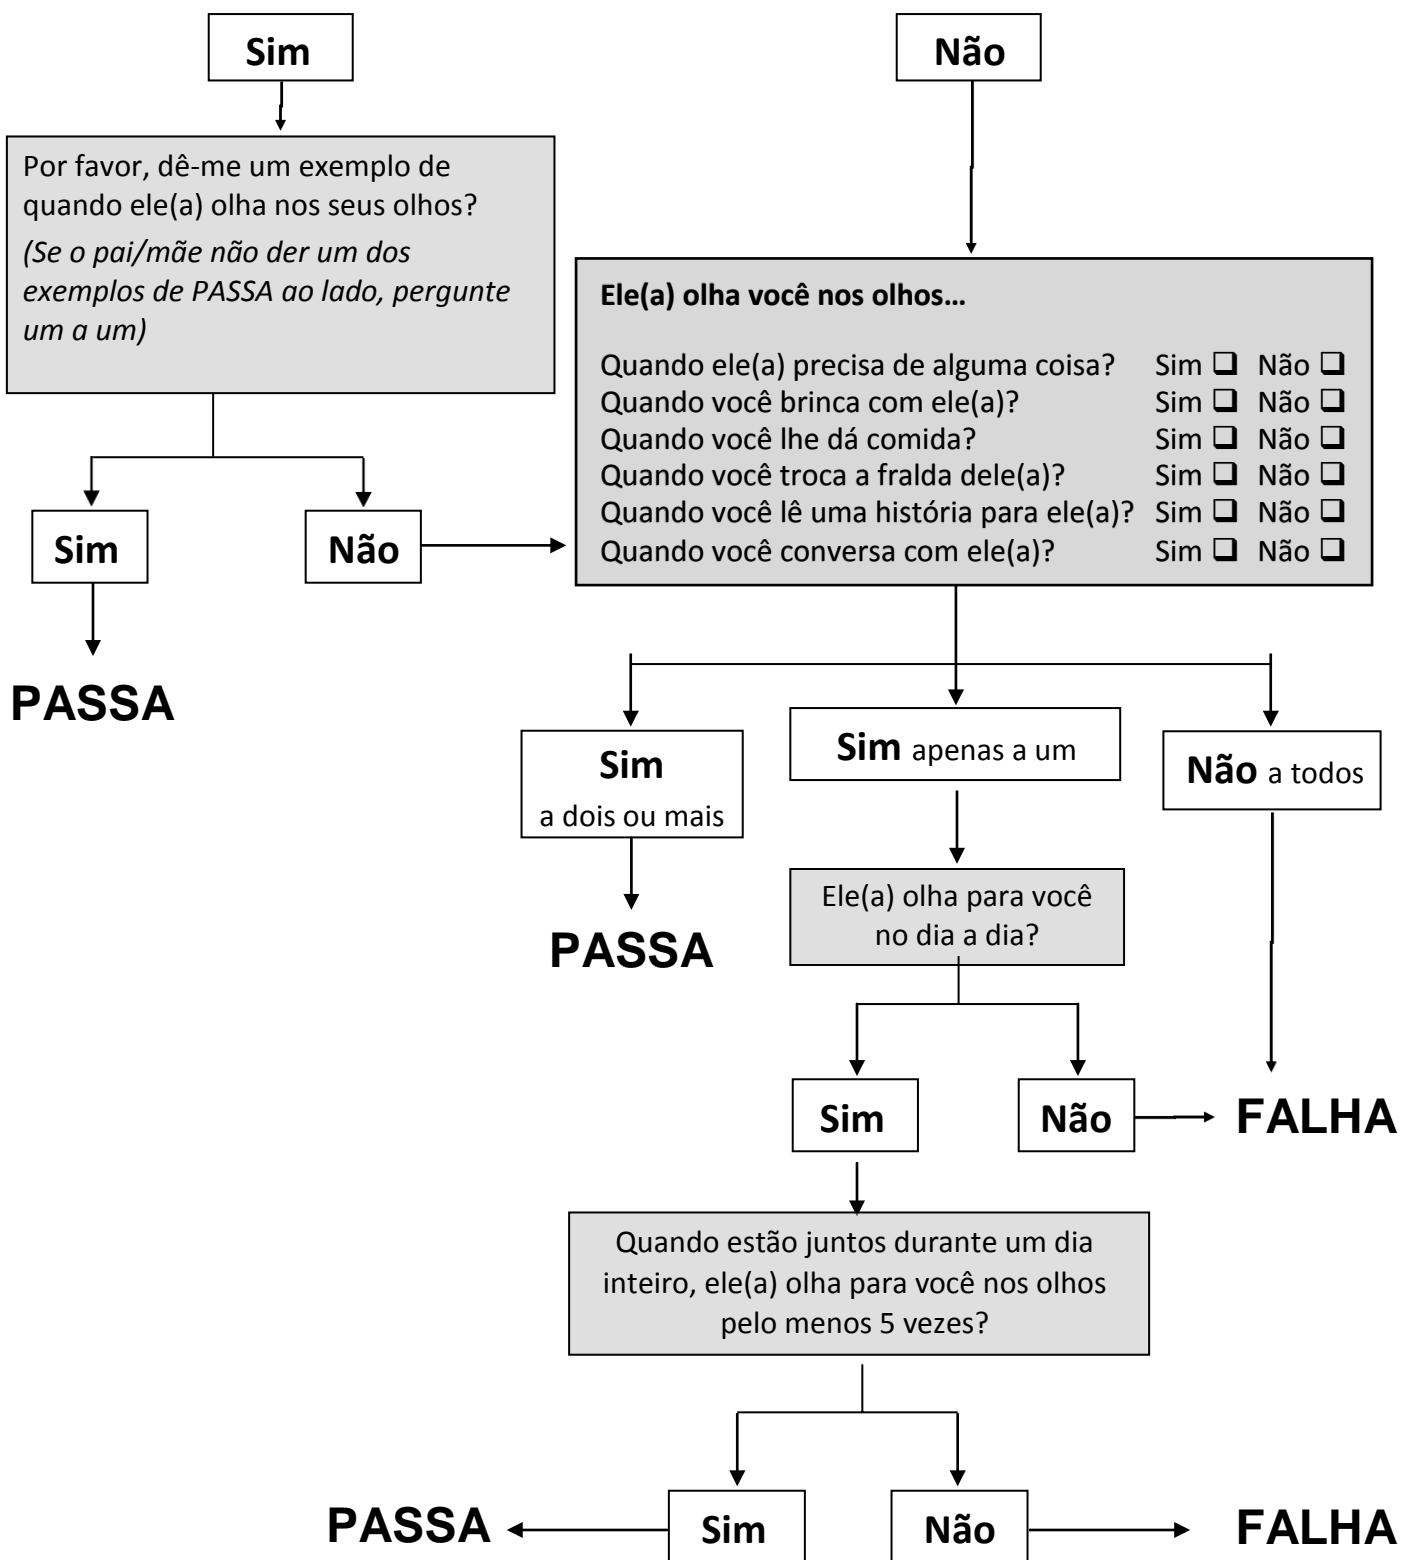 Sim
Não
Por favor, dê-me um exemplo de
quando ele(a) olha nos seus olhos?
(Se o pai/mãe não der um dos
exemplos de PASSA ao lado, pergunte
um a um)
Ele(a) olha você nos olhos...
Quando ele(a) precisa de alguma coisa? Sim ❑ Não ❑
Quando você brinca com ele(a)? Sim ❑ Não ❑
Quando você lhe dá comida? Sim ❑ Não ❑
Quando você troca a fralda dele(a)? Sim ❑ Não ❑
Quando você lê uma história para ele(a)? Sim ❑ Não ❑
Quando você conversa com ele(a)? Sim ❑ Não ❑
Sim
Não
PASSA
Sim
a dois ou mais
Sim apenas a um
Não a todos
PASSA
Ele(a) olha para você
no dia a dia?
Sim
Não
FALHA
Quando estão juntos durante um dia
inteiro, ele(a) olha para você nos olhos
pelo menos 5 vezes?
PASSA
Sim
Não
FALHA